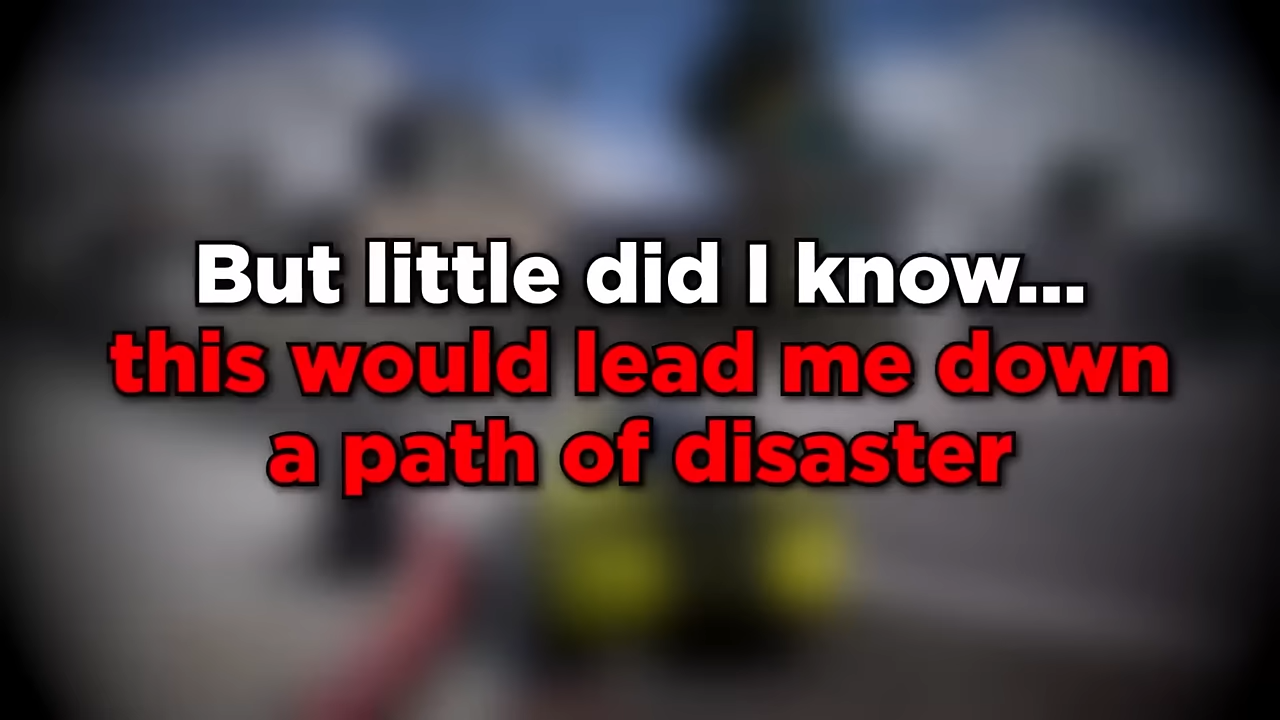 But little did I know...
this would lead me down
a path of disaster